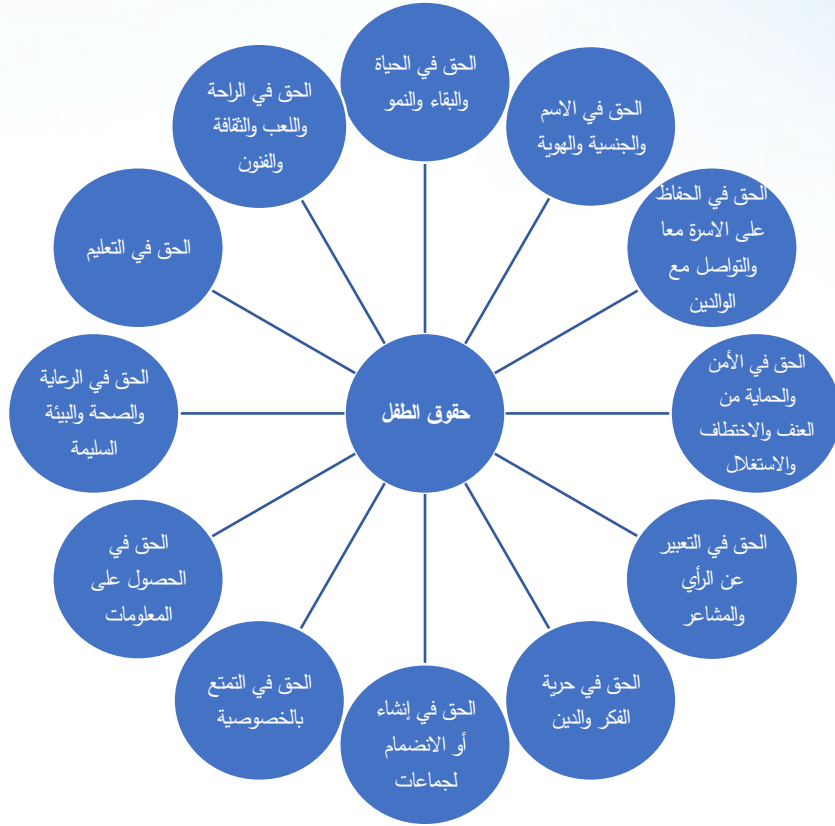 حقوق الطفل
الحق في الحياة
والبقاء والنمو
الحق في الاسم
والجنسية والهوية
الحق في الحفاظ
على الاسرة معا
والتواصل مع
الوالدين
الحق في الأمن
والحماية من
العنف والاختطاف
والاستغلال
الحق في التعبير
عن الرأي
والمشاعر
الحق في حرية
الفكر والدين
الحق في إنشاء
أو الانضمام
لجماعات
الحق في التمتع
بالخصوصية
الحق في
الحصول على
المعلومات
الحق في الرعاية
والصحة والبيئة
السليمة
الحق في التعليم
الحق في الراحة
واللعب والثقافة
والفنون